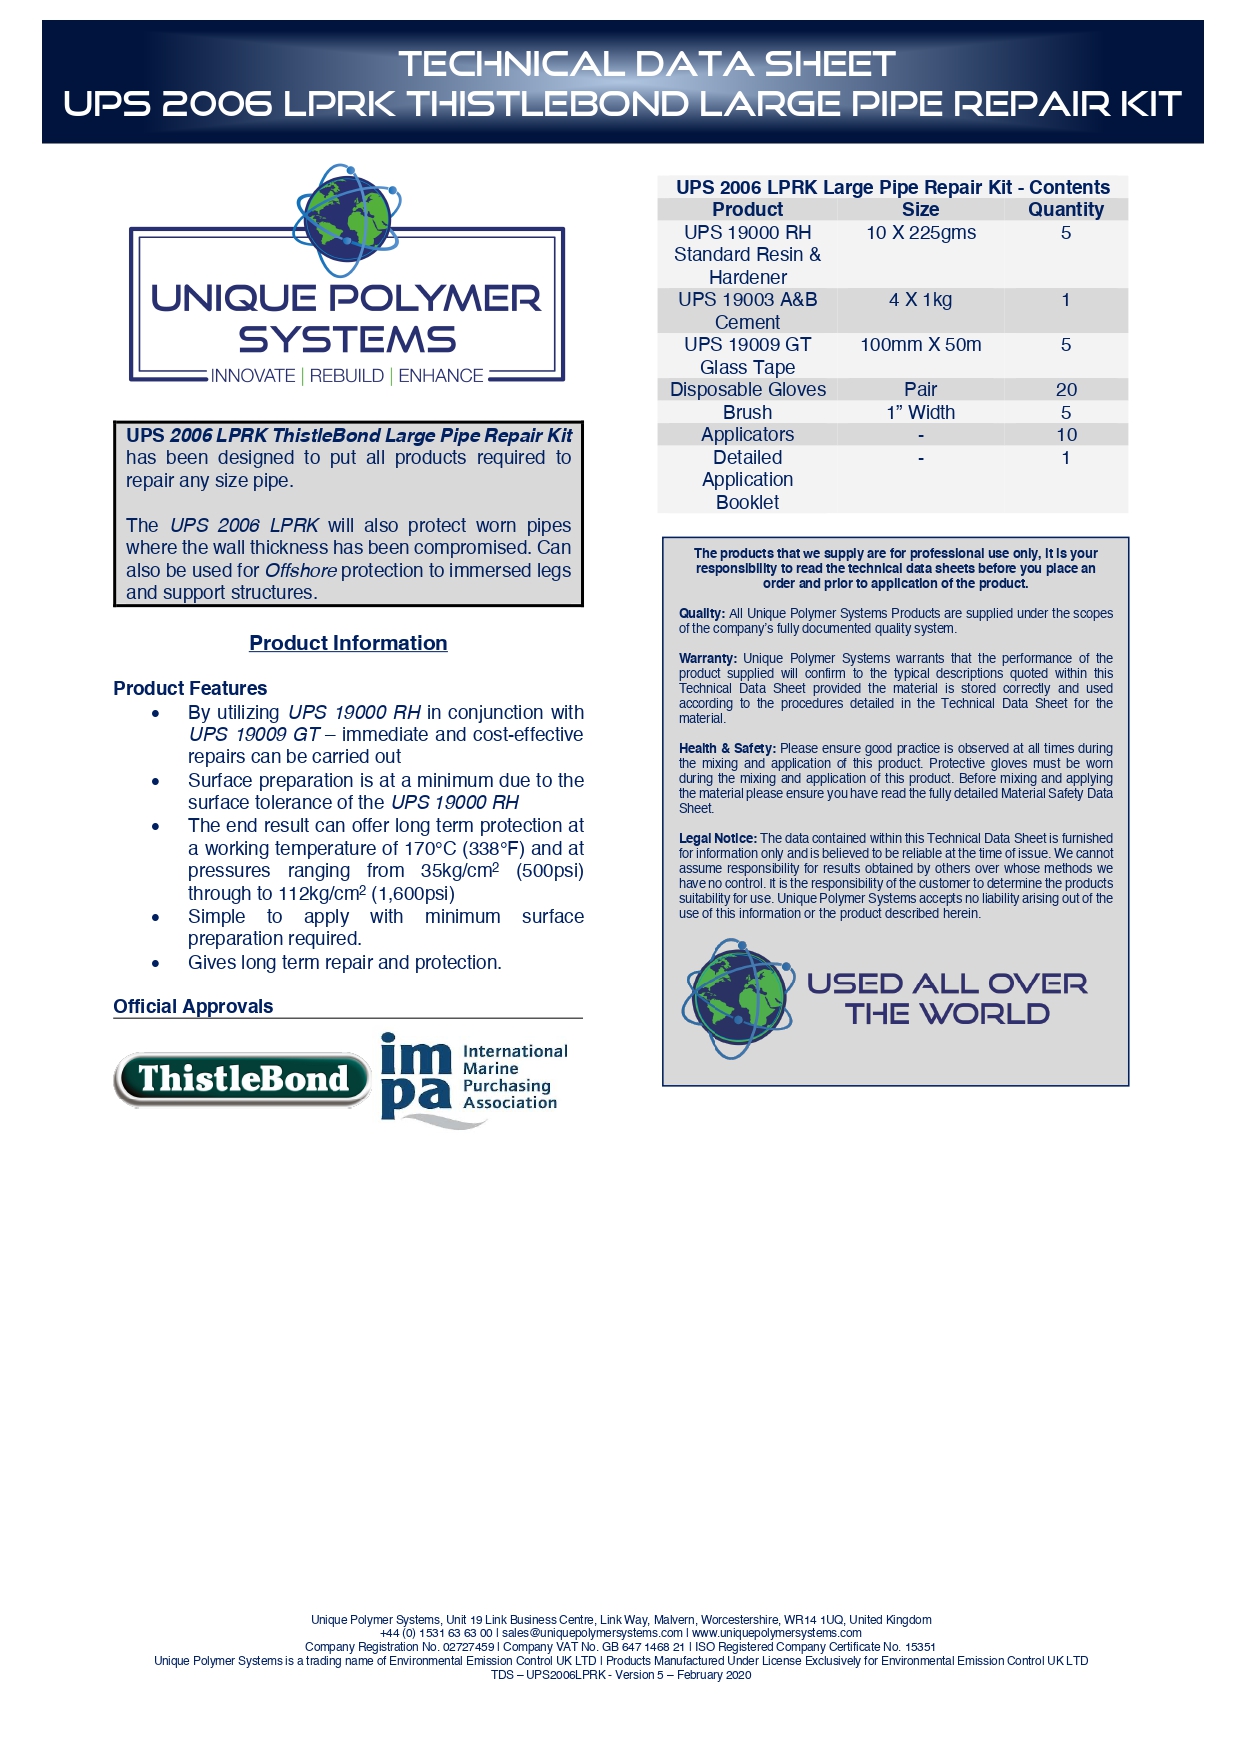 TECHNICAL DATA SHEET
UPS 2006 LPRK THISTLEBOND LARGE PIPE REPAIR KIT
UNIQUE POLYMER
SYSTEMS
INNOVATE | REBUILD | ENHANCE
UPS 2006 LPRK ThistleBond Large Pipe Repair Kit
has been designed to put all products required to
repair any size pipe.
The UPS 2006 LPRK will also protect worn pipes
where the wall thickness has been compromised. Can
also be used for Offshore protection to immersed legs
and support structures.
Product Information
Product Features
• By utilizing UPS 19000 RH in conjunction with
UPS 19009 GT – immediate and cost-effective
repairs can be carried out
• Surface preparation is at a minimum due to the
surface tolerance of the UPS 19000 RH
• The end result can offer long term protection at
a working temperature of 170°C (338°F) and at
pressures ranging from 35kg/cm² (500psi)
through to 112kg/cm² (1,600psi)
• Simple to apply with minimum surface
preparation required.
• Gives long term repair and protection.
Official Approvals
ThistleBond
impa
International
Marine
Purchasing
Association
UPS 2006 LPRK Large Pipe Repair Kit - Contents
Product Size Quantity
UPS 19000 RH 10 X 225gms 5
Standard Resin &
Hardener
UPS 19003 A&B 4 X 1kg 1
Cement
UPS 19009 GT 100mm X 50m 5
Glass Tape
Disposable Gloves Pair 20
Brush 1” Width 5
Applicators - 10
Detailed - 1
Application
Booklet
The products that we supply are for professional use only, it is your
responsibility to read the technical data sheets before you place an
order and prior to application of the product.
Quality: All Unique Polymer Systems Products are supplied under the scopes
of the company’s fully documented quality system.
Warranty: Unique Polymer Systems warrants that the performance of the
product supplied will confirm to the typical descriptions quoted within this
Technical Data Sheet provided the material is stored correctly and used
according to the procedures detailed in the Technical Data Sheet for the
material.
Health & Safety: Please ensure good practice is observed at all times during
the mixing and application of this product. Protective gloves must be worn
during the mixing and application of this product. Before mixing and applying
the material please ensure you have read the fully detailed Material Safety Data
Sheet.
Legal Notice: The data contained within this Technical Data Sheet is furnished
for information only and is believed to be reliable at the time of issue. We cannot
assume responsibility for results obtained by others over whose methods we
have no control. It is the responsibility of the customer to determine the products
suitability for use. Unique Polymer Systems accepts no liability arising out of the
use of this information or the product described herein.
USED ALL OVER
THE WORLD
Unique Polymer Systems, Unit 19 Link Business Centre, Link Way, Malvern, Worcestershire, WR14 1UQ, United Kingdom
+44 (0) 1531 63 63 00 | sales@uniquepolymersystems.com | www.uniquepolymersystems.com
Company Registration No. 02727459 | Company VAT No. GB 647 1468 21 | ISO Registered Company Certificate No. 15351
Unique Polymer Systems is a trading name of Environmental Emission Control UK LTD | Products Manufactured Under License Exclusively for Environmental Emission Control UK LTD
TDS – UPS2006LPRK - Version 5 – February 2020